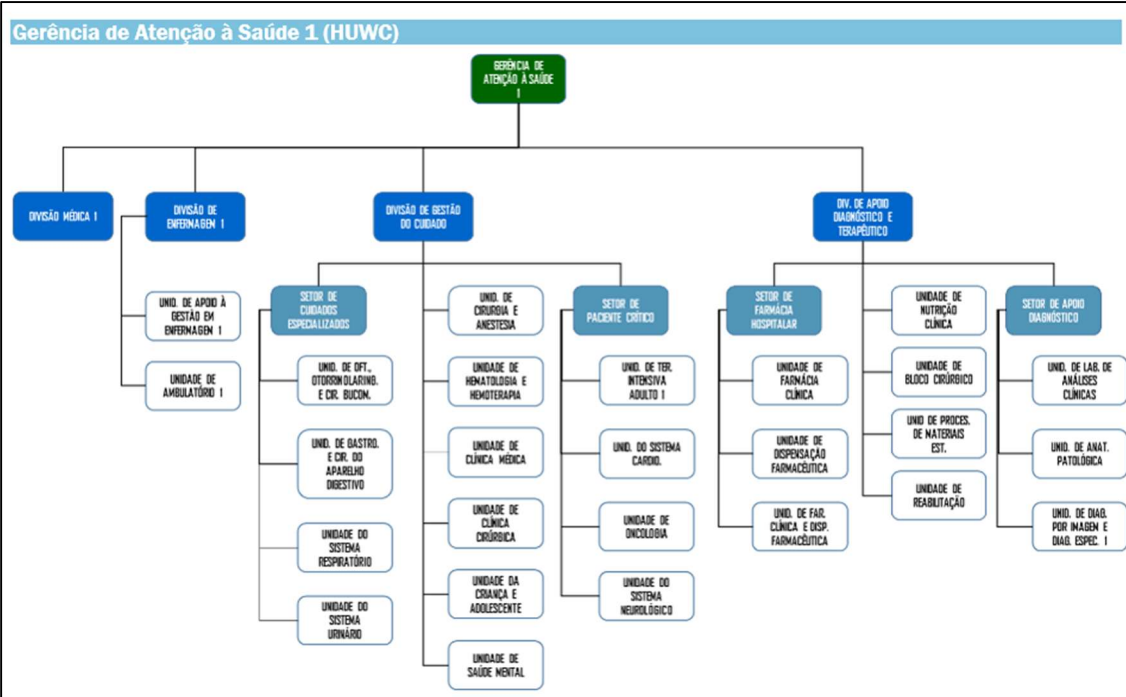 Gerência de Atenção à Saúde 1 (HUWC)
GERÊNCIA DE
ATENÇÃO À SAÚDE
1
DIVISÃO MÉDICA 1
DIVISÃO DE
ENFERMAGEM 1
DIVISÃO DE GESTÃO
DO CUIDADO
DIV. DE APOIO
DIAGNÓSTICO E
TERAPÊUTICO
UNID. DE APOIO À
GESTÃO EM
ENFERMAGEM 1
UNIDADE DE
AMBULATÓRIO 1
SETOR DE
CUIDADOS
ESPECIALIZADOS
UNID. DE OFT.,
OTORRINOLARING.
E CIR. BUCOM.
UNID. DE GASTRO.
E CIR. DO
APARELHO
DIGESTIVO
UNIDADE DO
SISTEMA
RESPIRATÓRIO
UNIDADE DO
SISTEMA
URINÁRIO
UNID. DE
CIRURGIA E
ANESTESIA
UNIDADE DE
HEMATOLOGIA E
HEMOTERAPIA
UNIDADE DE
CLÍNICA MÉDICA
UNIDADE DE
CLÍNICA
CIRÚRGICA
UNIDADE DA
CRIANÇA E
ADOLESCENTE
UNIDADE DE
SAÚDE MENTAL
SETOR DE
PACIENTE CRÍTICO
UNID. DE TER.
INTENSIVA
ADULTO 1
UNID. DO SISTEMA
CARDIO.
UNIDADE DE
ONCOLOGIA
UNIDADE DO
SISTEMA
NEUROLÓGICO
SETOR DE
FARMÁCIA
HOSPITALAR
UNIDADE DE
FARMÁCIA
CLÍNICA
UNIDADE DE
DISPENSAÇÃO
FARMACÊUTICA
UNID. DE FAR.
CLÍNICA E DISP.
FARMACÊUTICA
UNIDADE DE
NUTRIÇÃO
CLÍNICA
UNIDADE DE
BLOCO CIRÚRGICO
UNID DE PROCES.
DE MATERIAIS
EST.
UNIDADE DE
REABILITAÇÃO
SETOR DE APOIO
DIAGNÓSTICO
UNID. DE LAB. DE
ANÁLISES
CLÍNICAS
UNID. DE ANAT.
PATOLÓGICA
UNID. DE DIAG.
POR IMAGEM E
DIAG. ESPEC. 1